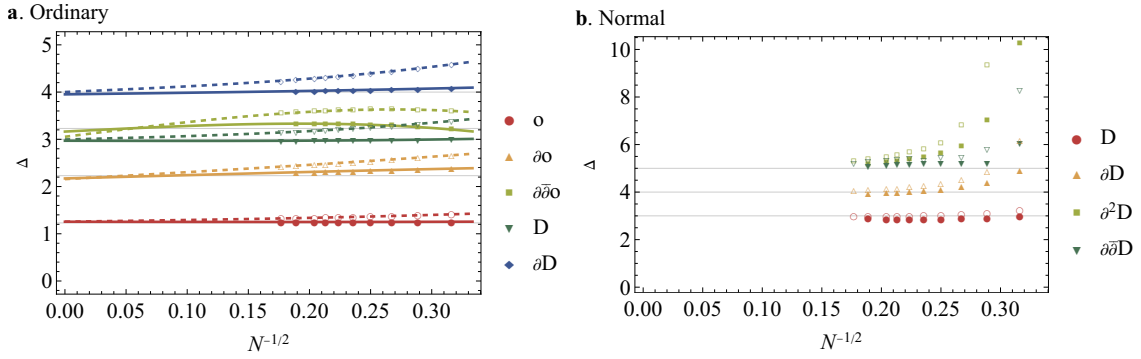 a. Ordinary
5
4
3
2
1
0
Δ
0.00 0.05 0.10 0.15 0.20 0.25 0.30
N^{-1/2}
o
∂o
∂∂̄o
D
∂D
b. Normal
10
8
6
4
2
0
Δ
0.00 0.05 0.10 0.15 0.20 0.25 0.30
N^{-1/2}
D
∂D
∂²D
∂∂̄D